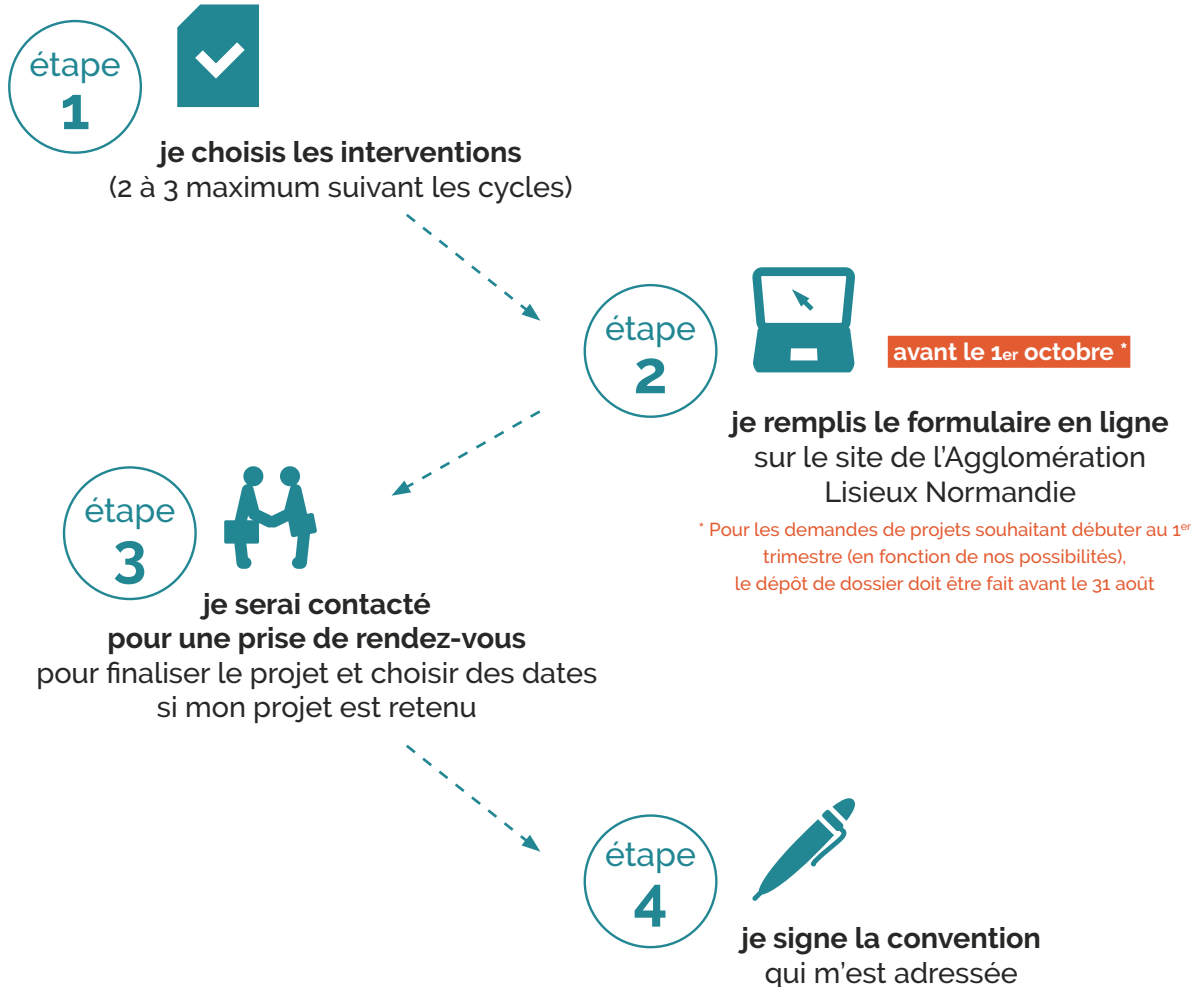 étape
1
je choisis les interventions
(2 à 3 maximum suivant les cycles)
étape
2
avant le 1er octobre *
je remplis le formulaire en ligne
sur le site de l'Agglomération
Lisieux Normandie
* Pour les demandes de projets souhaitant débuter au 1er
trimestre (en fonction de nos possibilités),
le dépôt de dossier doit être fait avant le 31 août
étape
3
je serai contacté
pour une prise de rendez-vous
pour finaliser le projet et choisir des dates
si mon projet est retenu
étape
4
je signe la convention
qui m'est adressée